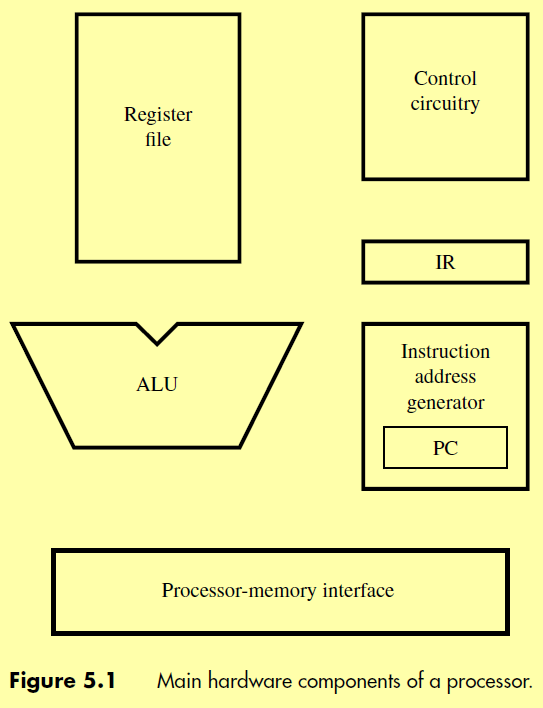 Register
file
Control
circuitry
IR
ALU
Instruction
address
generator
PC
Processor-memory interface
Figure 5.1 Main hardware components of a processor.